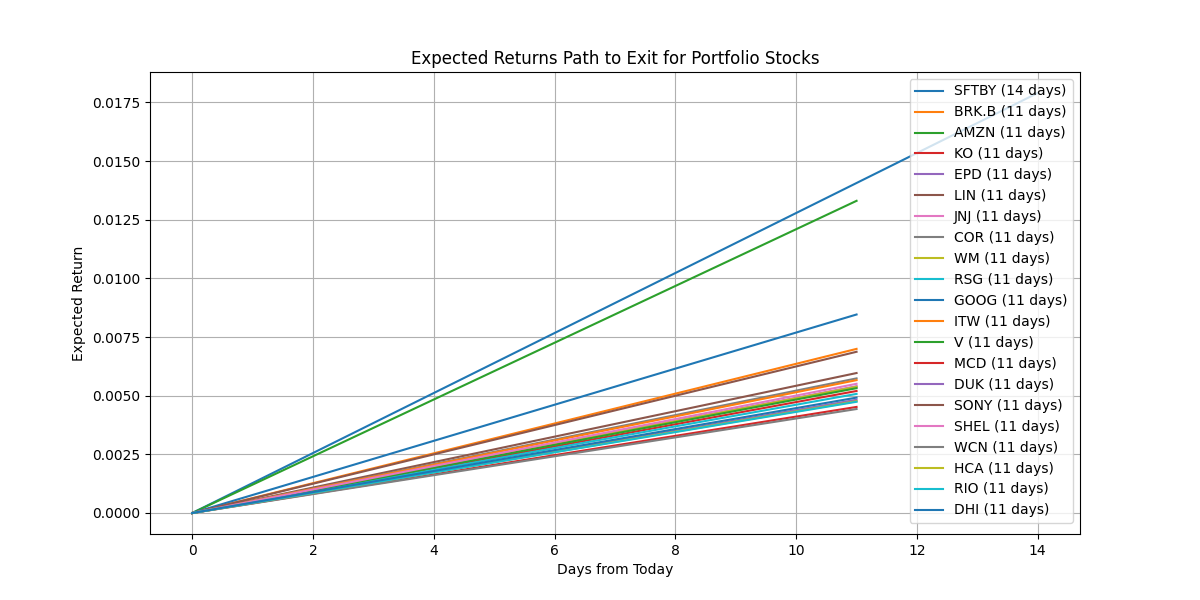 Expected Returns Path to Exit for Portfolio Stocks
Expected Return
0.0175
0.0150
0.0125
0.0100
0.0075
0.0050
0.0025
0.0000
0 2 4 6 8 10 12 14
Days from Today
SFTBY (14 days)
BRK.B (11 days)
AMZN (11 days)
KO (11 days)
EPD (11 days)
LIN (11 days)
JNJ (11 days)
COR (11 days)
WM (11 days)
RSG (11 days)
GOOG (11 days)
ITW (11 days)
V (11 days)
MCD (11 days)
DUK (11 days)
SONY (11 days)
SHEL (11 days)
WCN (11 days)
HCA (11 days)
RIO (11 days)
DHI (11 days)